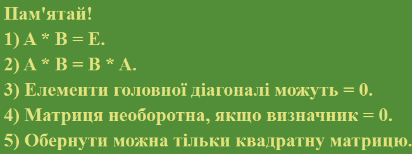 Пам'ятай!
1) A * B = E.
2) A * B = B * A.
3) Елементи головної діагоналі можуть = 0.
4) Матриця необоротна, якщо визначник = 0.
5) Обернути можна тільки квадратну матрицю.